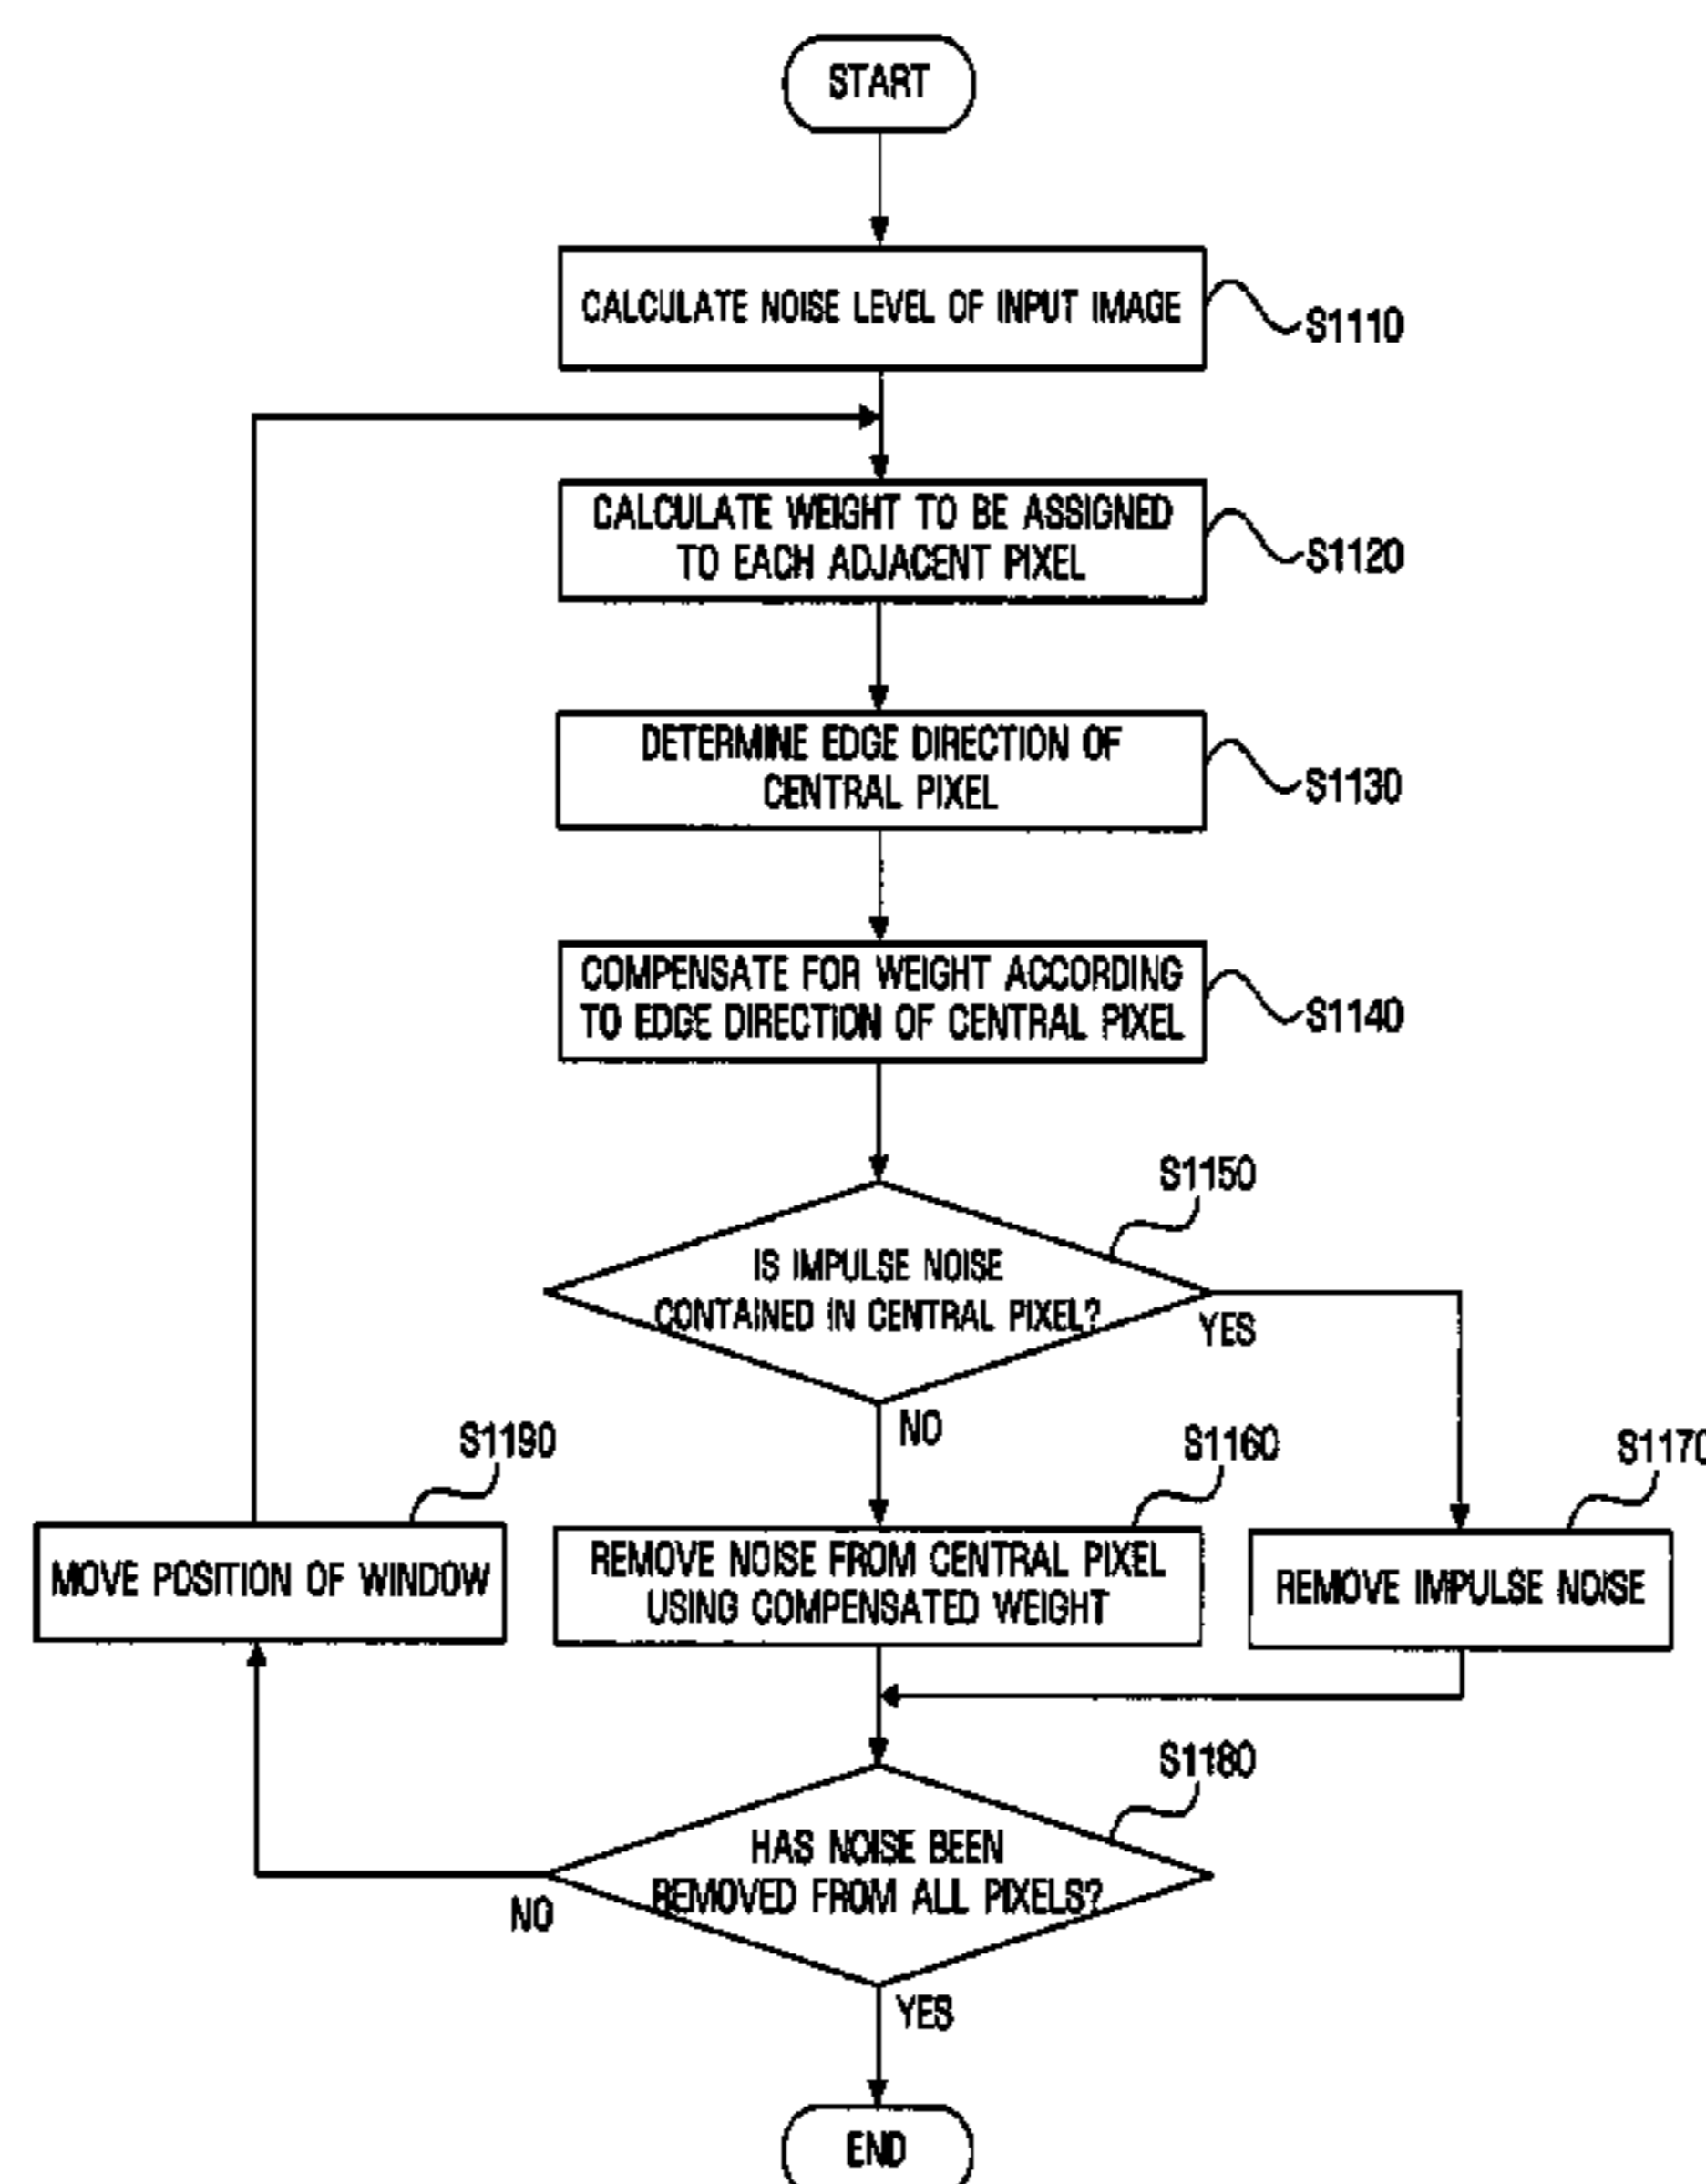 START
CALCULATE NOISE LEVEL OF INPUT IMAGE
S1110
CALCULATE WEIGHT TO BE ASSIGNED
TO EACH ADJACENT PIXEL
S1120
DETERMINE EDGE DIRECTION OF
CENTRAL PIXEL
S1130
COMPENSATE FOR WEIGHT ACCORDING
TO EDGE DIRECTION OF CENTRAL PIXEL
S1140
S1150
IS IMPULSE NOISE
CONTAINED IN CENTRAL PIXEL?
YES
NO
S1190
S1160
S1170
MOVE POSITION OF WINDOW
REMOVE NOISE FROM CENTRAL PIXEL
USING COMPENSATED WEIGHT
REMOVE IMPULSE NOISE
S1180
HAS NOISE BEEN
REMOVED FROM ALL PIXELS?
NO
YES
END